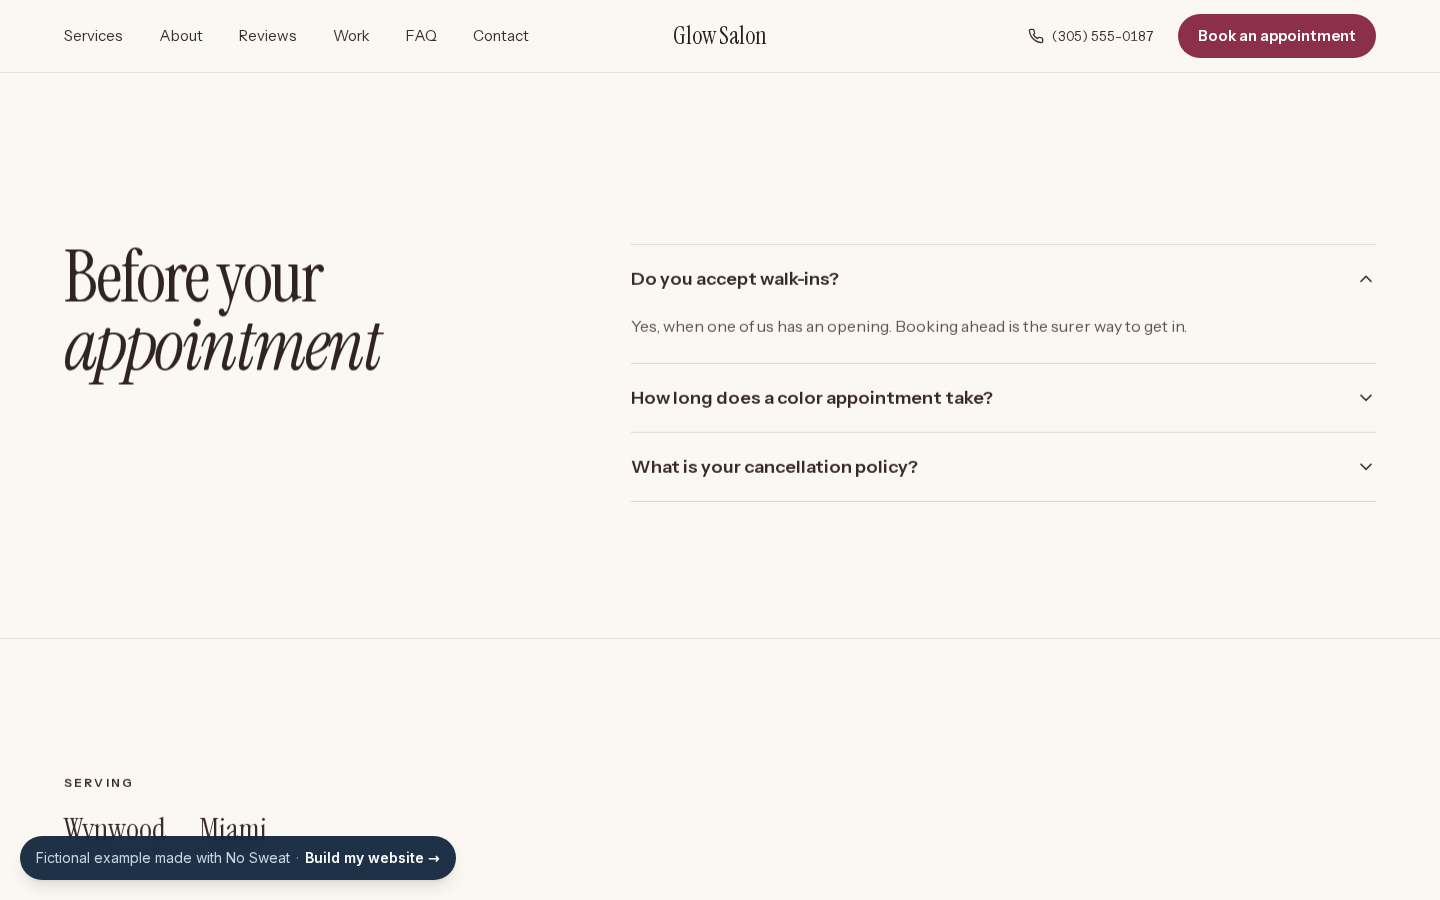 Services
About
Reviews
Work
FAQ
Contact
Glow Salon
(305) 555-0187
Book an appointment
Before your
appointment
Do you accept walk-ins?
Yes, when one of us has an opening. Booking ahead is the surer way to get in.
How long does a color appointment take?
What is your cancellation policy?
SERVING
Wynwood Miami
Fictional example made with No Sweat · Build my website →